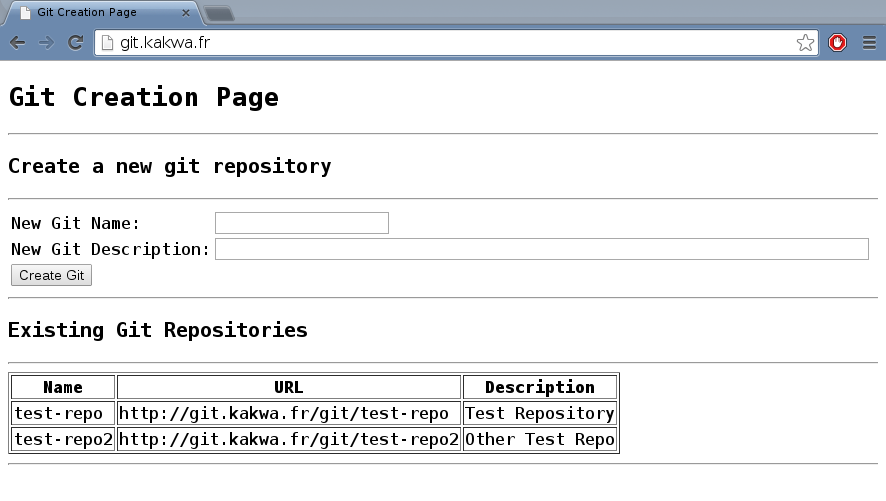 Git Creation Page
git.kakwa.fr
Git Creation Page
Create a new git repository
New Git Name:
New Git Description:
Create Git
Existing Git Repositories
Name URL Description
test-repo http://git.kakwa.fr/git/test-repo Test Repository
test-repo2 http://git.kakwa.fr/git/test-repo2 Other Test Repo